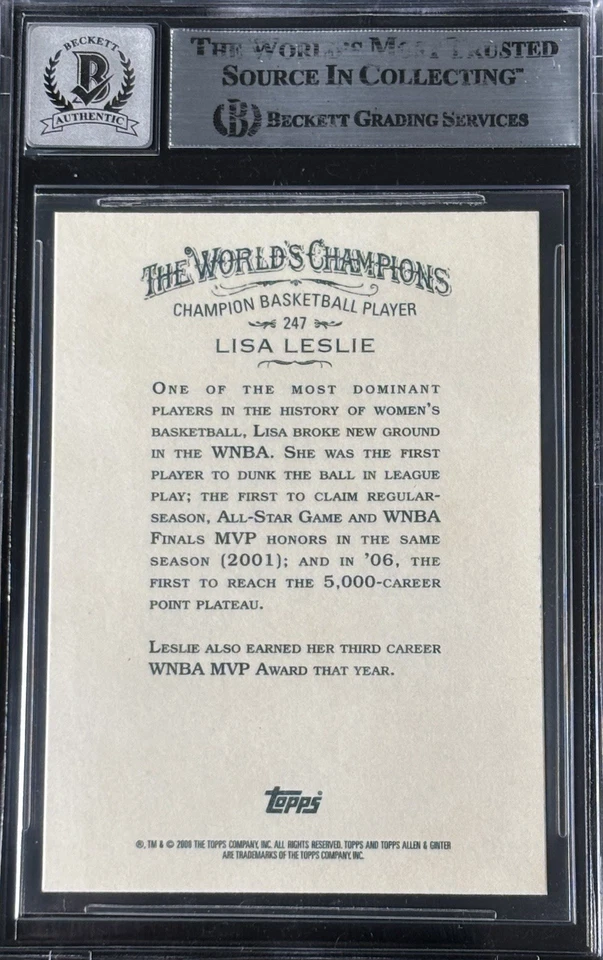 BECKETT
B
AUTHENTIC
THE WORLD'S MOST TRUSTED
SOURCE IN COLLECTING™
B BECKETT GRADING SERVICES
THE WORLD'S CHAMPIONS
CHAMPION BASKETBALL PLAYER
247
LISA LESLIE
ONE OF THE MOST DOMINANT
PLAYERS IN THE HISTORY OF WOMEN'S
BASKETBALL, LISA BROKE NEW GROUND
IN THE WNBA. SHE WAS THE FIRST
PLAYER TO DUNK THE BALL IN LEAGUE
PLAY; THE FIRST TO CLAIM REGULAR-
SEASON, ALL-STAR GAME AND WNBA
FINALS MVP HONORS IN THE SAME
SEASON (2001); AND IN '06, THE
FIRST TO REACH THE 5,000-CAREER
POINT PLATEAU.
LESLIE ALSO EARNED HER THIRD CAREER
WNBA MVP AWARD THAT YEAR.
Topps
®, TM & © 2008 THE TOPPS COMPANY, INC. ALL RIGHTS RESERVED. TOPPS AND TOPPS ALLEN & GINTER
ARE TRADEMARKS OF THE TOPPS COMPANY, INC.